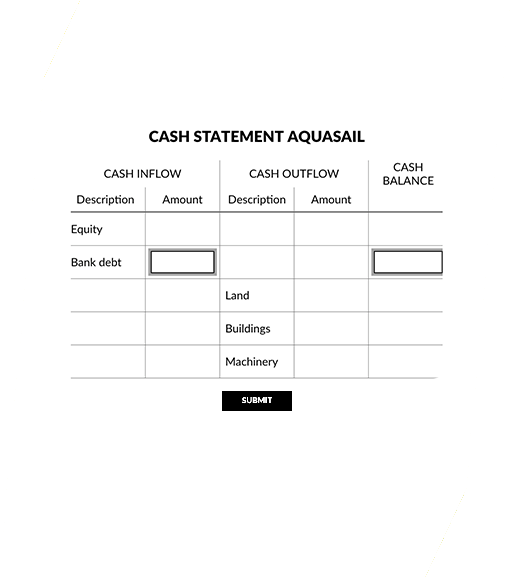 CASH STATEMENT AQUASAIL
CASH INFLOW CASH OUTFLOW CASH BALANCE
Description Amount Description Amount
Equity
Bank debt
Land
Buildings
Machinery
SUBMIT